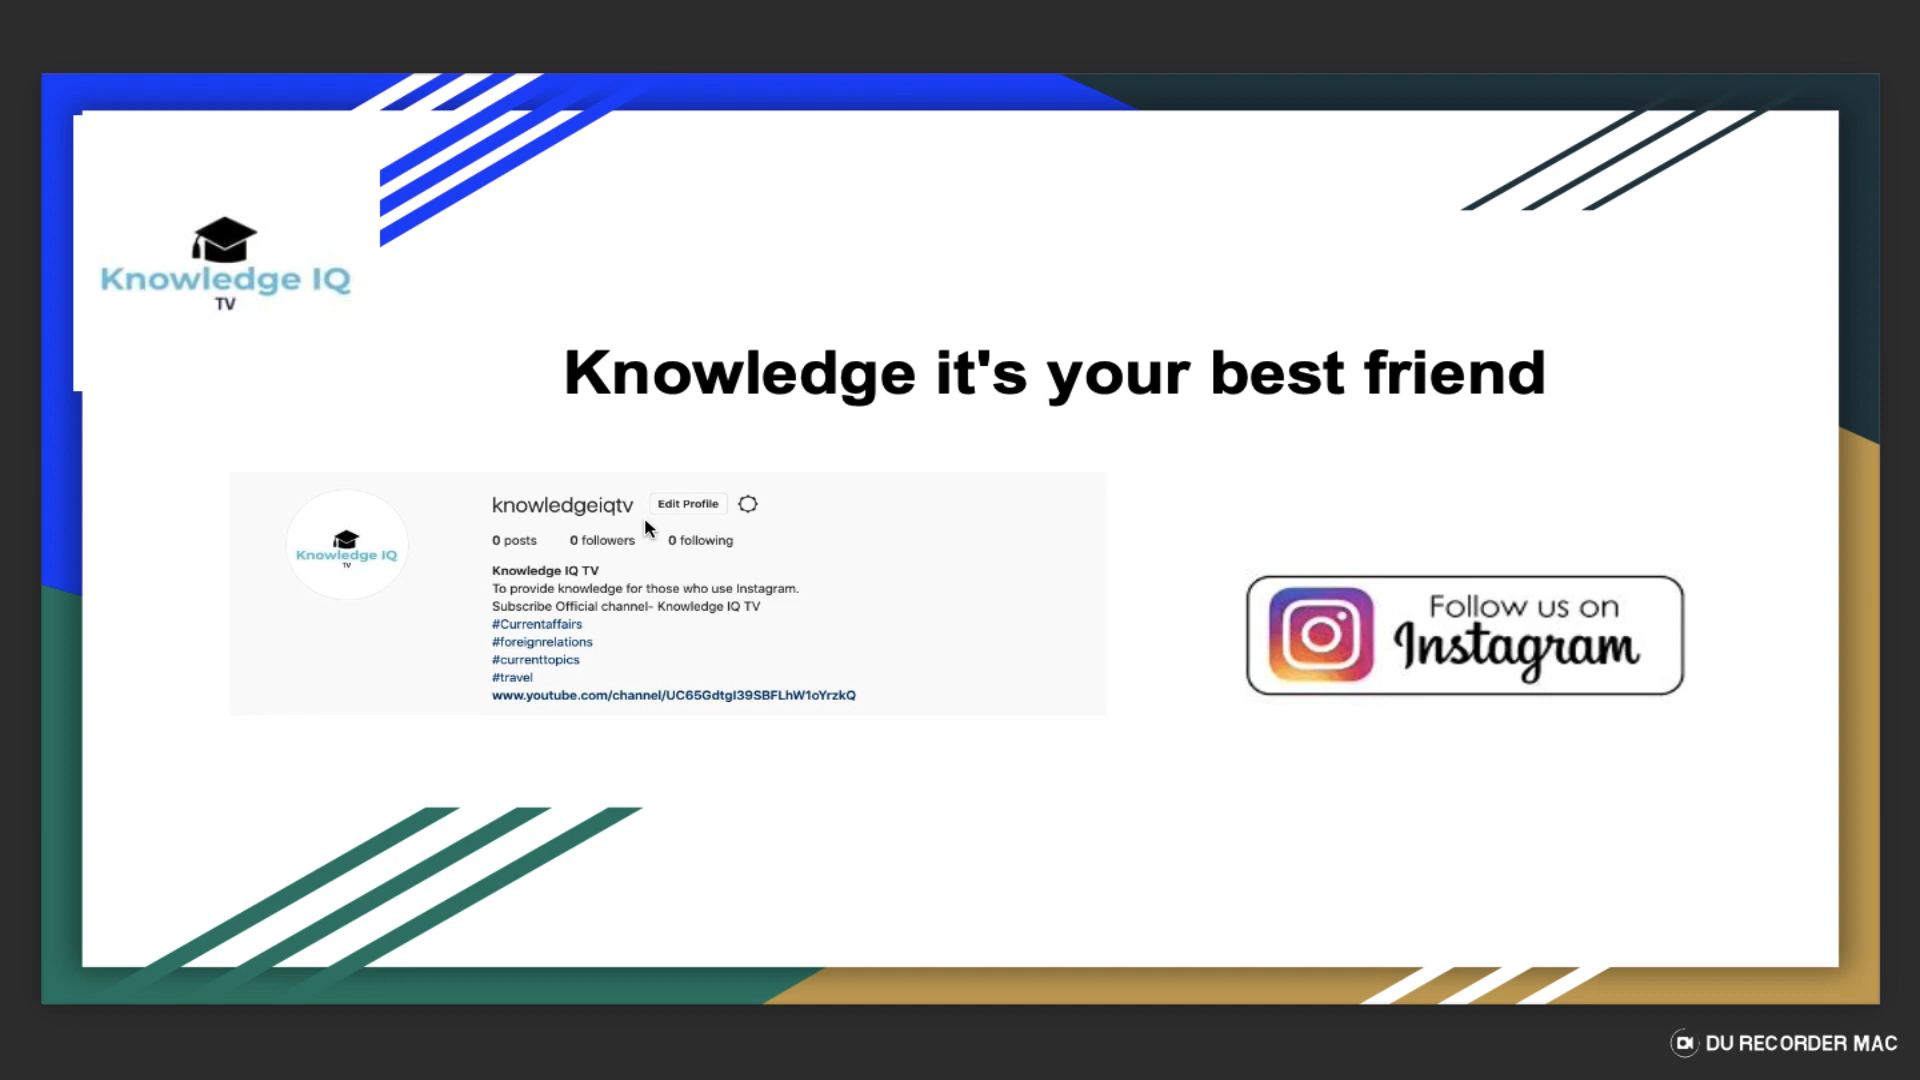 Knowledge IQ
TV
Knowledge it's your best friend
Knowledge IQ
TV
knowledgeiqtv Edit Profile
0 posts 0 followers 0 following
Knowledge IQ TV
To provide knowledge for those who use Instagram.
Subscribe Official channel- Knowledge IQ TV
#Currentaffairs
#foreignrelations
#currenttopics
#travel
www.youtube.com/channel/UC65Gdtgl39SBFLhW1oYrzkQ
Follow us on
Instagram
DU RECORDER MAC